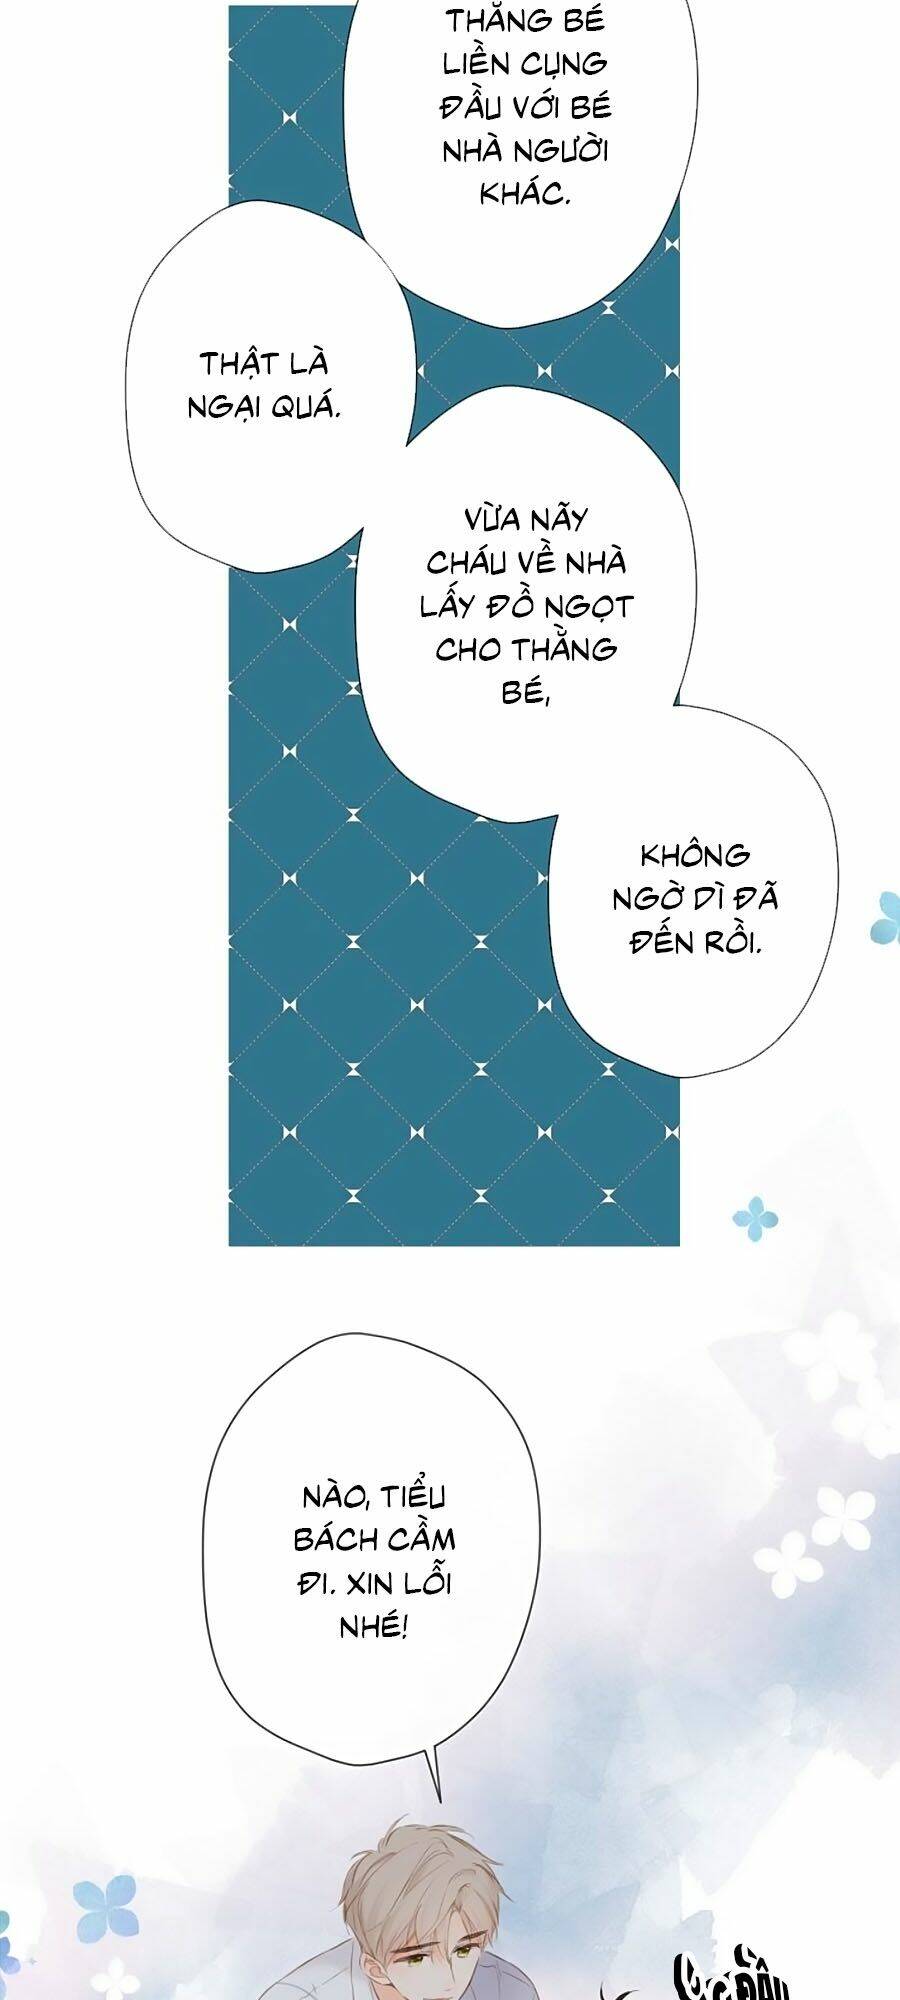 THẰNG BÉ
LIỀN CỤNG
ĐẦU VỚI BÉ
NHÀ NGƯỜI
KHÁC.
THẬT LÀ
NGẠI QUÁ.
VỪA NÃY
CHÁU VỀ NHÀ
LẤY ĐỒ NGỌT
CHO THẰNG
BÉ,
KHÔNG
NGỜ DÌ ĐÃ
ĐẾN RỒI.
NÀO, TIỂU
BÁCH CẦM
ĐI. XIN LỖI
NHÉ!
ĐẦU